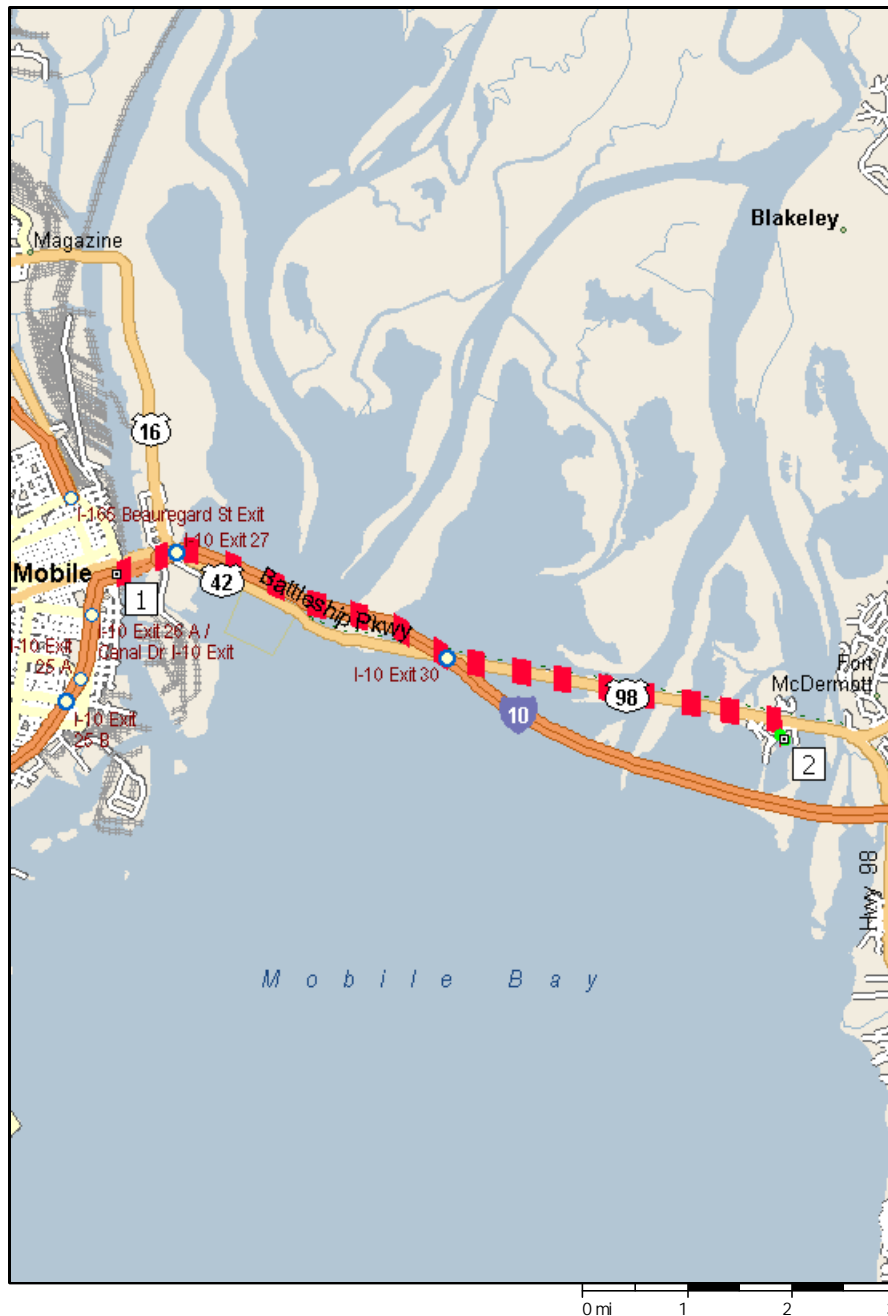 Blakeley
Magazine
16
I-165 Beauregard St Exit
I-10 Exit 27
Mobile
42
Battleship Pkwy
1
I-10 Exit 26 A /
Canal Dr I-10 Exit
I-10 Exit
25 A
I-10 Exit 30
Fort
McDermott
98
10
I-10 Exit
25 B
2
Hwy 98
Mobile Bay
0 mi 1 2